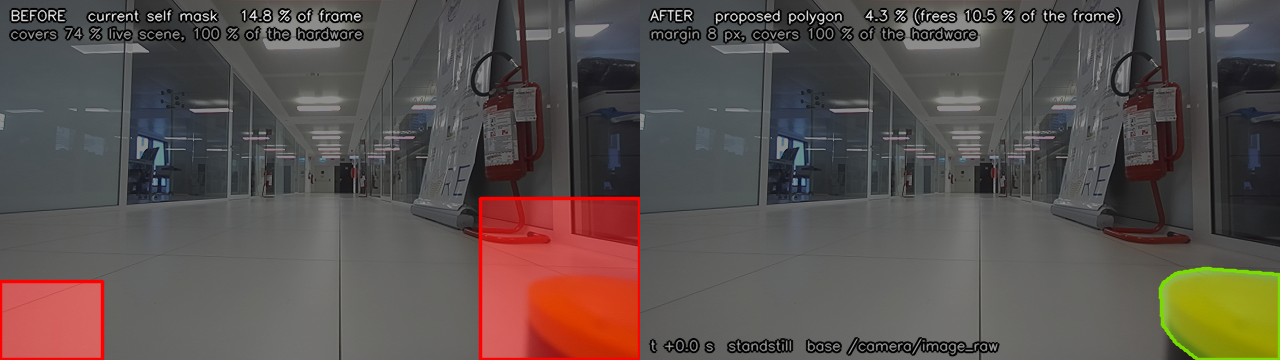 BEFORE current self mask 14.8 % of frame
covers 74 % live scene, 100 % of the hardware
AFTER proposed polygon 4.3 % (frees 10.5 % of the frame)
margin 8 px, covers 100 % of the hardware
t +0.0 s standstill base /camera/image_raw